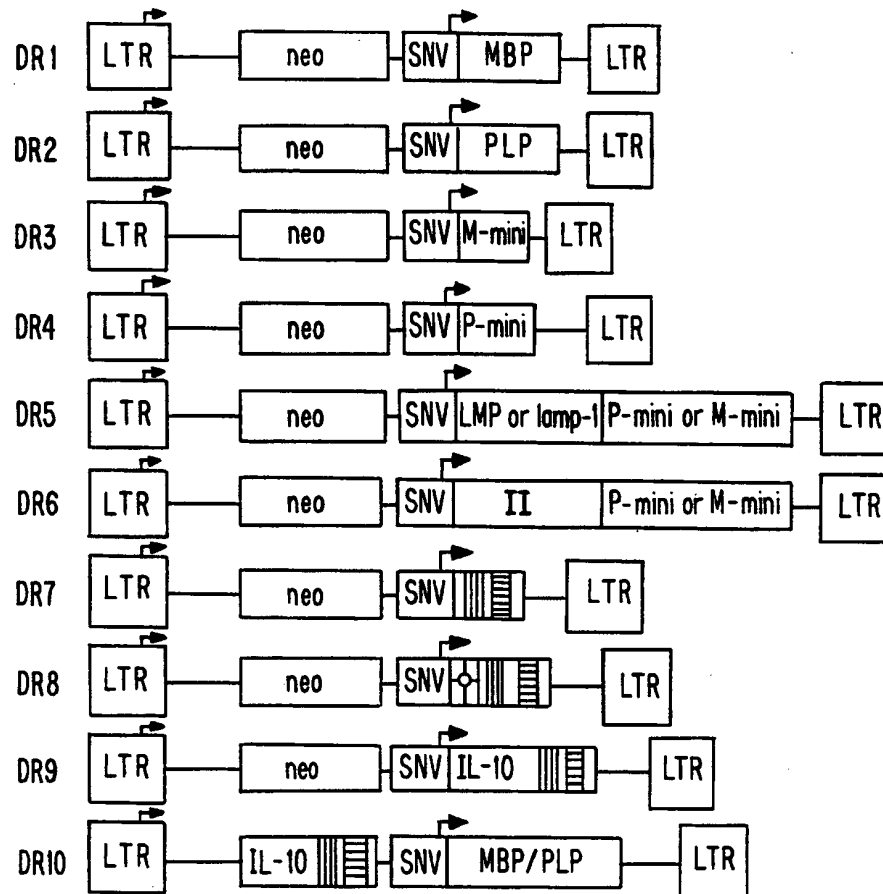 DR1 LTR neo SNV MBP LTR
DR2 LTR neo SNV PLP LTR
DR3 LTR neo SNV M-mini LTR
DR4 LTR neo SNV P-mini LTR
DR5 LTR neo SNV LMP or lamp-1 P-mini or M-mini LTR
DR6 LTR neo SNV II P-mini or M-mini LTR
DR7 LTR neo SNV LTR
DR8 LTR neo SNV LTR
DR9 LTR neo SNV IL-10 LTR
DR10 LTR IL-10 SNV MBP/PLP LTR